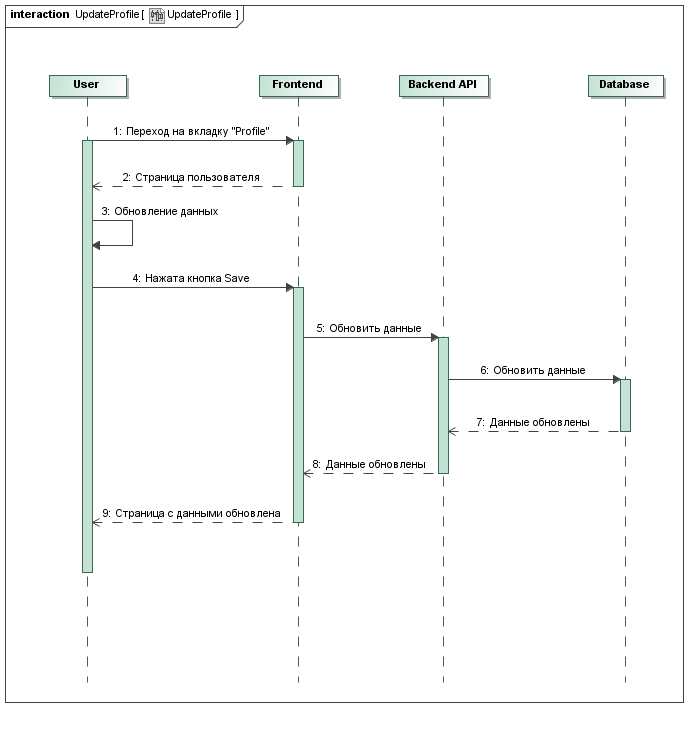 interaction UpdateProfile [ UpdateProfile ]
User Frontend Backend API Database
1: Переход на вкладку "Profile"
2: Страница пользователя
3: Обновление данных
4: Нажата кнопка Save
5: Обновить данные
6: Обновить данные
7: Данные обновлены
8: Данные обновлены
9: Страница с данными обновлена